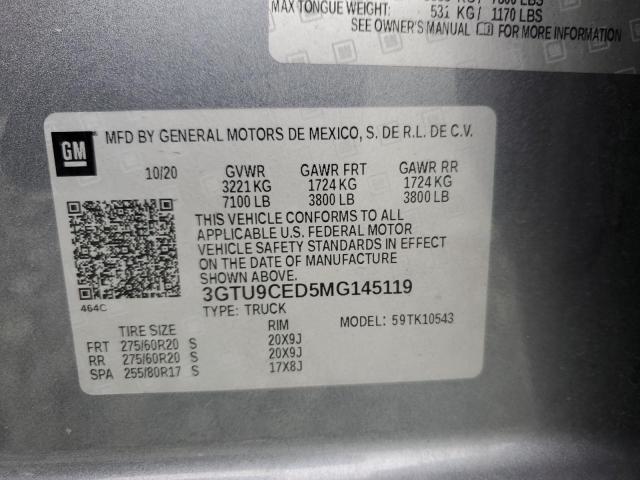 MAX TONGUE WEIGHT: 531 KG/ 1170 LBS
SEE OWNER'S MANUAL FOR MORE INFORMATION
GM
MFD BY GENERAL MOTORS DE MEXICO, S. DE R.L. DE C.V.
10/20 GVWR GAWR FRT GAWR RR
3221 KG 1724 KG 1724 KG
7100 LB 3800 LB 3800 LB
THIS VEHICLE CONFORMS TO ALL
APPLICABLE U.S. FEDERAL MOTOR
VEHICLE SAFETY STANDARDS IN EFFECT
ON THE DATE OF MANUFACTURE
SHOWN ABOVE.
3GTU9CED5MG145119
464C
TYPE: TRUCK
MODEL: 59TK10543
TIRE SIZE RIM
FRT 275/60R20 S 20X9J
RR 275/60R20 S 20X9J
SPA 255/80R17 S 17X8J